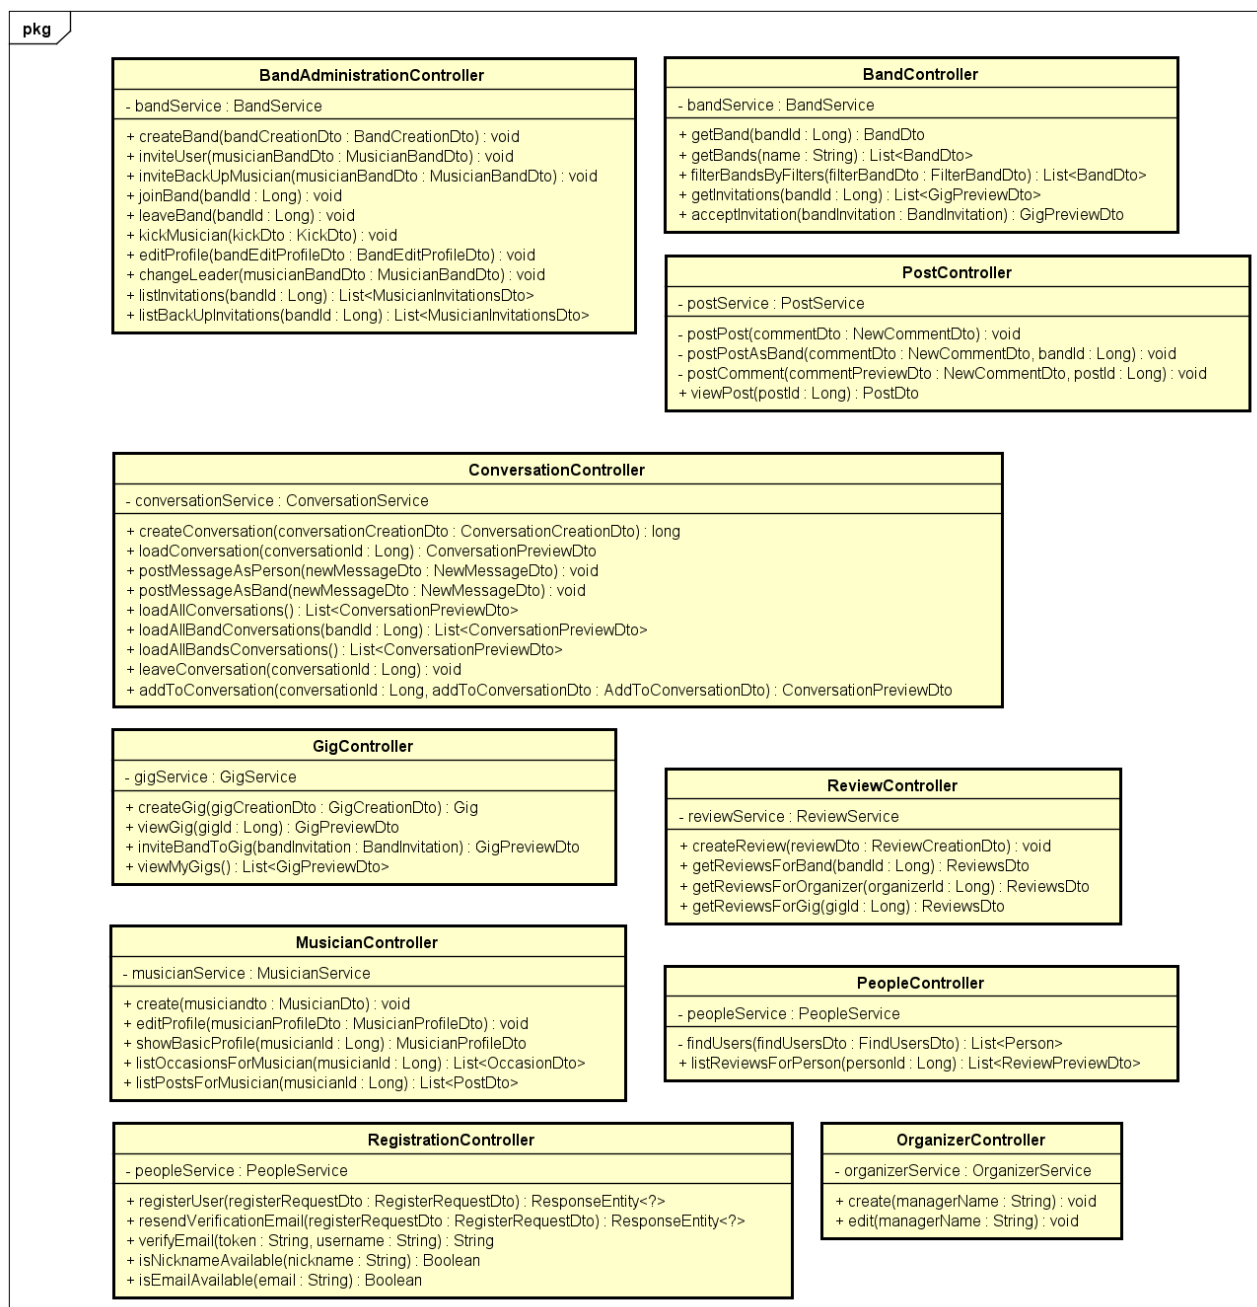 pkg
BandAdministrationController
- bandService : BandService
+ createBand(bandCreationDto : BandCreationDto) : void
+ inviteUser(musicianBandDto : MusicianBandDto) : void
+ inviteBackUpMusician(musicianBandDto : MusicianBandDto) : void
+ joinBand(bandId : Long) : void
+ leaveBand(bandId : Long) : void
+ kickMusician(kickDto : KickDto) : void
+ editProfile(bandEditProfileDto : BandEditProfileDto) : void
+ changeLeader(musicianBandDto : MusicianBandDto) : void
+ listInvitations(bandId : Long) : List<MusicianInvitationsDto>
+ listBackUpInvitations(bandId : Long) : List<MusicianInvitationsDto>
BandController
- bandService : BandService
+ getBand(bandId : Long) : BandDto
+ getBands(name : String) : List<BandDto>
+ filterBandsByFilters(filterBandDto : FilterBandDto) : List<BandDto>
+ getInvitations(bandId : Long) : List<GigPreviewDto>
+ acceptInvitation(bandInvitation : BandInvitation) : GigPreviewDto
PostController
- postService : PostService
- postPost(commentDto : NewCommentDto) : void
- postPostAsBand(commentDto : NewCommentDto, bandId : Long) : void
- postComment(commentPreviewDto : NewCommentDto, postId : Long) : void
+ viewPost(postId : Long) : PostDto
ConversationController
- conversationService : ConversationService
+ createConversation(conversationCreationDto : ConversationCreationDto) : long
+ loadConversation(conversationId : Long) : ConversationPreviewDto
+ postMessageAsPerson(newMessageDto : NewMessageDto) : void
+ postMessageAsBand(newMessageDto : NewMessageDto) : void
+ loadAllConversations() : List<ConversationPreviewDto>
+ loadAllBandConversations(bandId : Long) : List<ConversationPreviewDto>
+ loadAllBandsConversations() : List<ConversationPreviewDto>
+ leaveConversation(conversationId : Long) : void
+ addToConversation(conversationId : Long, addToConversationDto : AddToConversationDto) : ConversationPreviewDto
GigController
- gigService : GigService
+ createGig(gigCreationDto : GigCreationDto) : Gig
+ viewGig(gigId : Long) : GigPreviewDto
+ inviteBandToGig(bandInvitation : BandInvitation) : GigPreviewDto
+ viewMyGigs() : List<GigPreviewDto>
ReviewController
- reviewService : ReviewService
+ createReview(reviewDto : ReviewCreationDto) : void
+ getReviewsForBand(bandId : Long) : ReviewsDto
+ getReviewsForOrganizer(organizerId : Long) : ReviewsDto
+ getReviewsForGig(gigId : Long) : ReviewsDto
MusicianController
- musicianService : MusicianService
+ create(musiciandto : MusicianDto) : void
+ editProfile(musicianProfileDto : MusicianProfileDto) : void
+ showBasicProfile(musicianId : Long) : MusicianProfileDto
+ listOccasionsForMusician(musicianId : Long) : List<OccasionDto>
+ listPostsForMusician(musicianId : Long) : List<PostDto>
PeopleController
- peopleService : PeopleService
- findUsers(findUsersDto : FindUsersDto) : List<Person>
+ listReviewsForPerson(personId : Long) : List<ReviewPreviewDto>
RegistrationController
- peopleService : PeopleService
+ registerUser(registerRequestDto : RegisterRequestDto) : ResponseEntity<?>
+ resendVerificationEmail(registerRequestDto : RegisterRequestDto) : ResponseEntity<?>
+ verifyEmail(token : String, username : String) : String
+ isNicknameAvailable(nickname : String) : Boolean
+ isEmailAvailable(email : String) : Boolean
OrganizerController
- organizerService : OrganizerService
+ create(managerName : String) : void
+ edit(managerName : String) : void